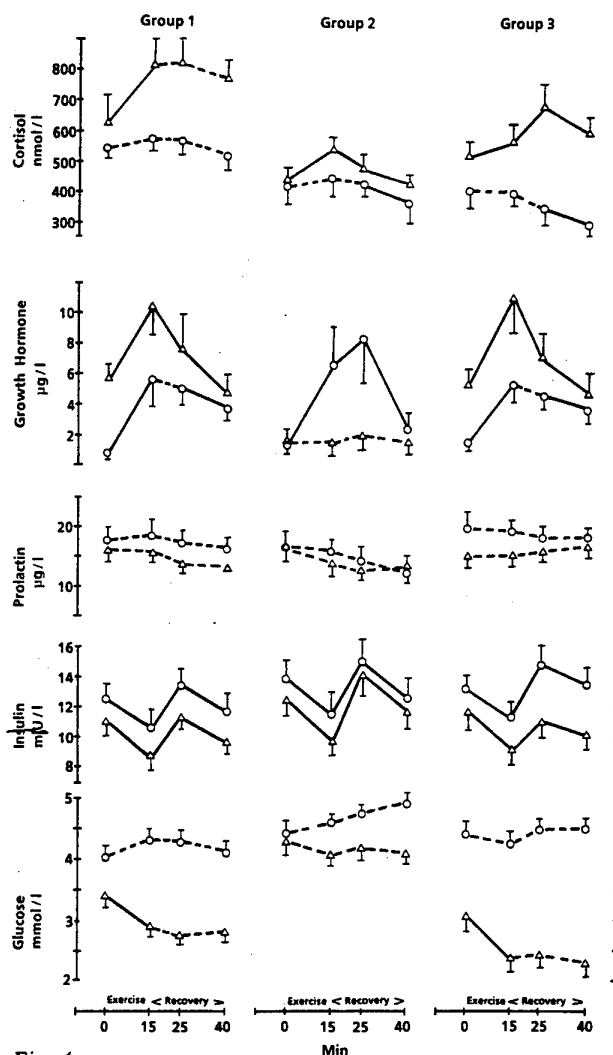 Group 1 Group 2 Group 3
Cortisol
nmol/l
800
700
600
500
400
300
Growth Hormone
µg/l
10
8
6
4
2
Prolactin
µg/l
20
10
Insulin
mU/l
16
14
12
10
8
Glucose
mmol/l
5
4
3
2
Exercise < Recovery > Exercise < Recovery > Exercise < Recovery >
0 15 25 40 0 15 25 40 0 15 25 40
Min